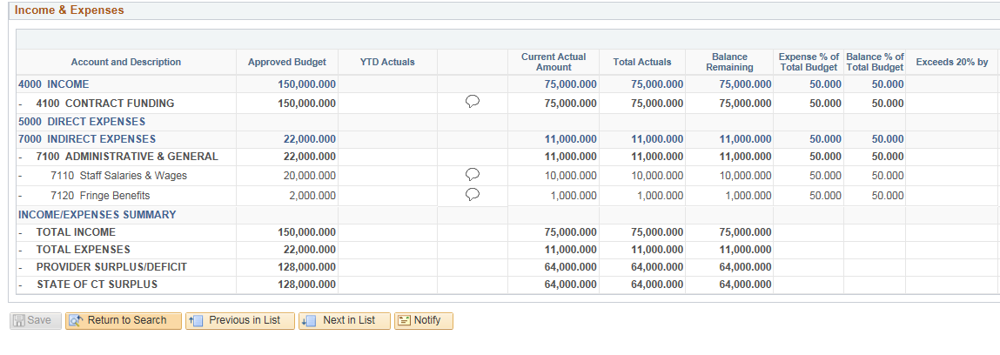 Income & Expenses
Account and Description Approved Budget YTD Actuals Current Actual Amount Total Actuals Balance Remaining Expense % of Total Budget Balance % of Total Budget Exceeds 20% by
4000 INCOME 150,000.000 75,000.000 75,000.000 75,000.000 50.000 50.000
- 4100 CONTRACT FUNDING 150,000.000 75,000.000 75,000.000 75,000.000 50.000 50.000
5000 DIRECT EXPENSES
7000 INDIRECT EXPENSES 22,000.000 11,000.000 11,000.000 11,000.000 50.000 50.000
- 7100 ADMINISTRATIVE & GENERAL 22,000.000 11,000.000 11,000.000 11,000.000 50.000 50.000
- 7110 Staff Salaries & Wages 20,000.000 10,000.000 10,000.000 10,000.000 50.000 50.000
- 7120 Fringe Benefits 2,000.000 1,000.000 1,000.000 1,000.000 50.000 50.000
INCOME/EXPENSES SUMMARY
- TOTAL INCOME 150,000.000 75,000.000 75,000.000 75,000.000
- TOTAL EXPENSES 22,000.000 11,000.000 11,000.000 11,000.000
- PROVIDER SURPLUS/DEFICIT 128,000.000 64,000.000 64,000.000 64,000.000
- STATE OF CT SURPLUS 128,000.000 64,000.000 64,000.000 64,000.000
Save Return to Search Previous in List Next in List Notify